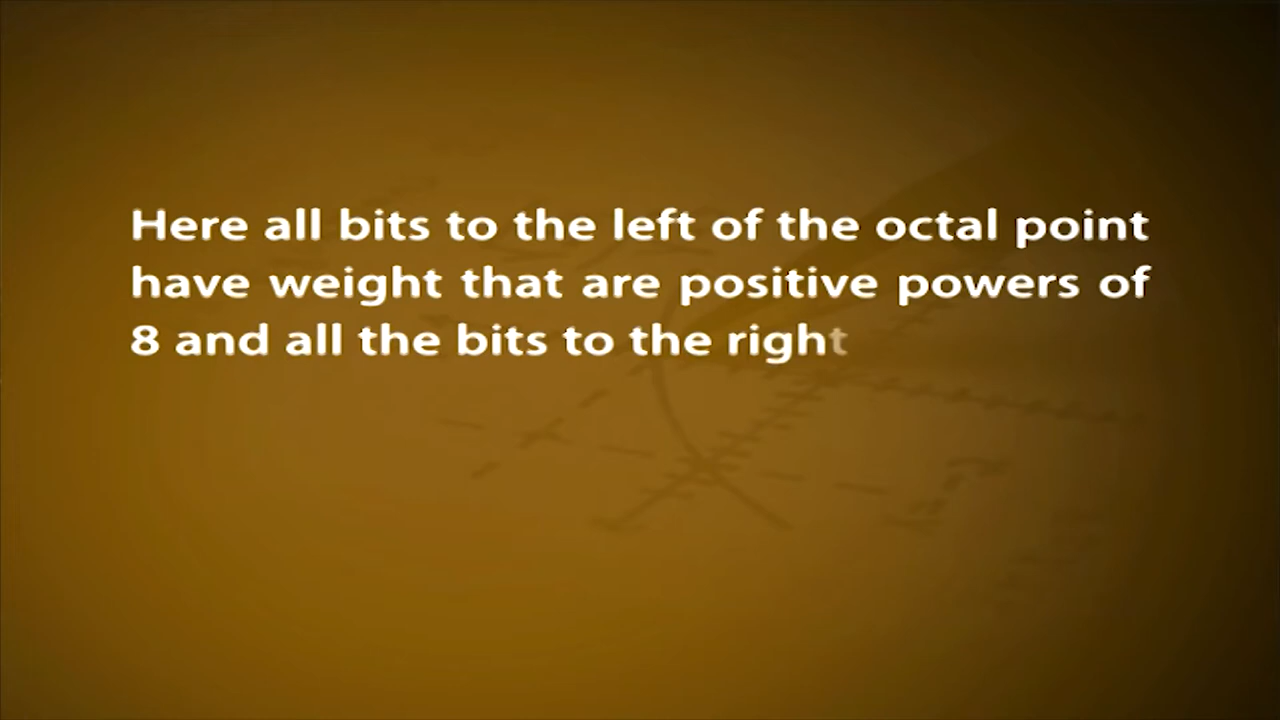 Here all bits to the left of the octal point
have weight that are positive powers of
8 and all the bits to the right